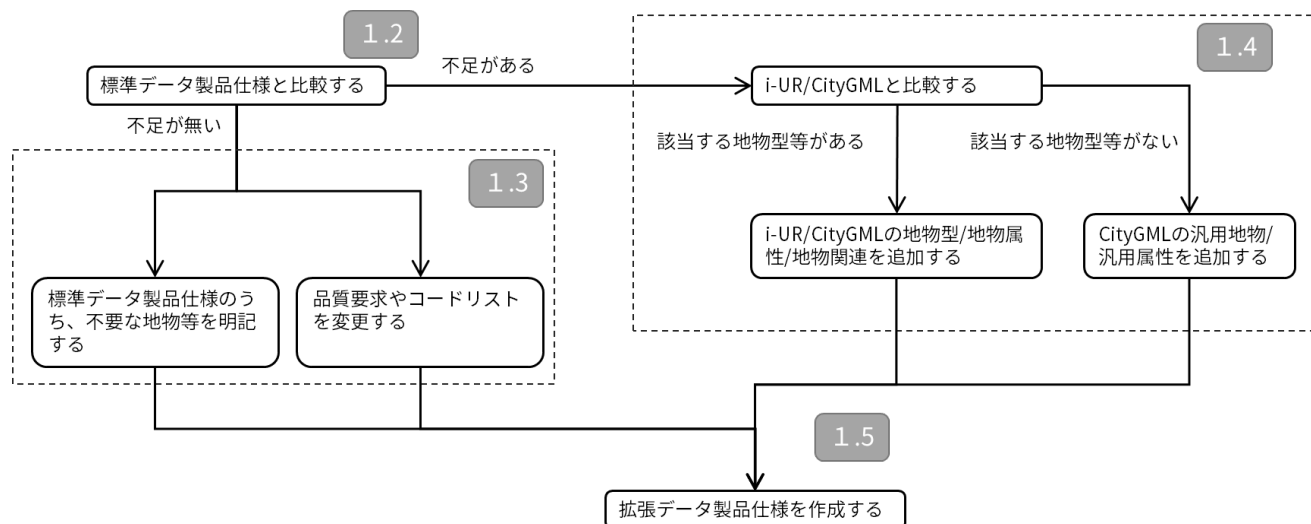 １.2
１.4
標準データ製品仕様と比較する
不足がある
i-UR/CityGMLと比較する
不足が無い
該当する地物型等がある
該当する地物型等がない
１.3
i-UR/CityGMLの地物型/地物属
性/地物関連を追加する
CityGMLの汎用地物/
汎用属性を追加する
標準データ製品仕様のう
ち、不要な地物等を明記
する
品質要求やコードリスト
を変更する
１.5
拡張データ製品仕様を作成する